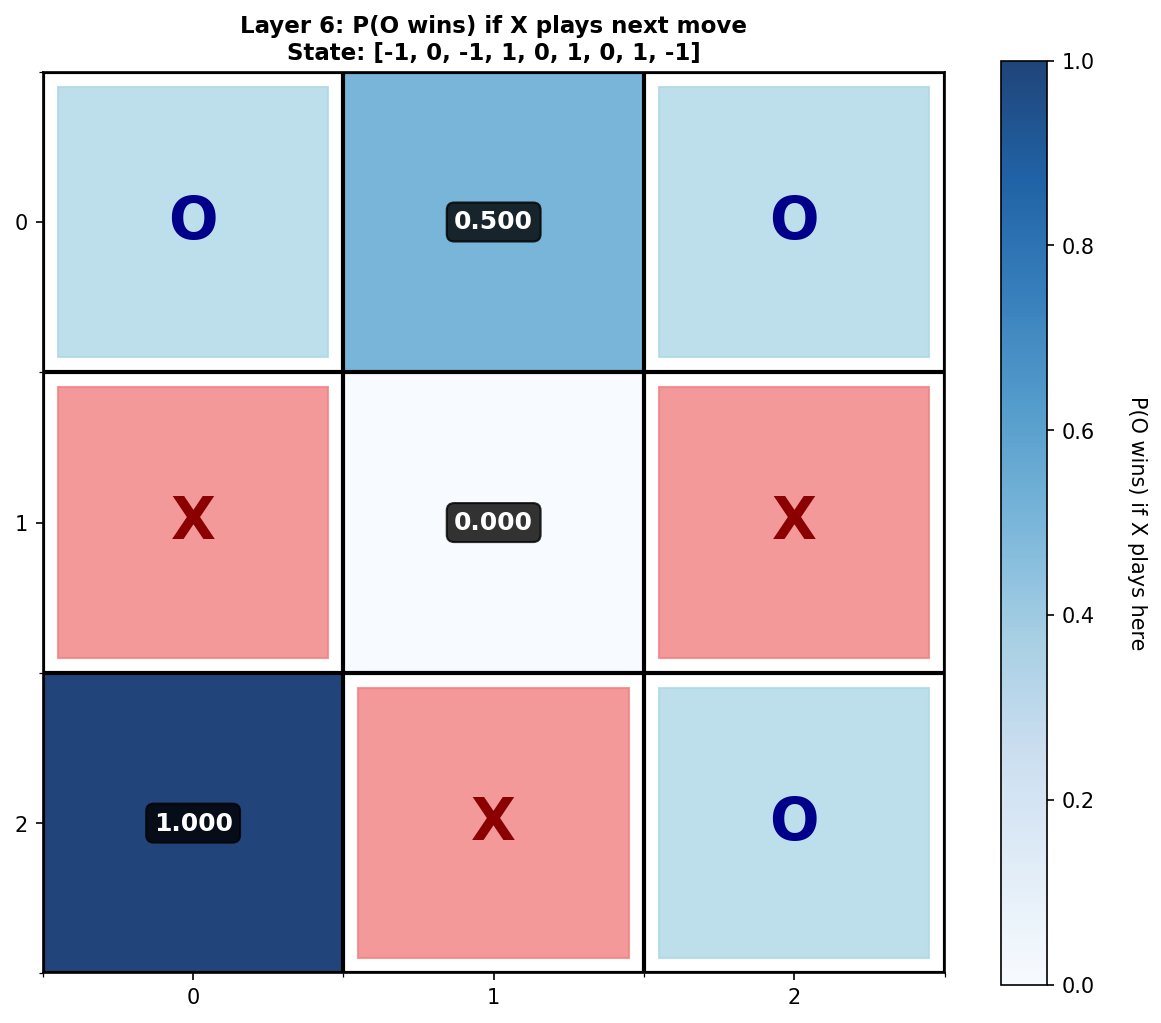 Layer 6: P(O wins) if X plays next move
State: [-1, 0, -1, 1, 0, 1, 0, 1, -1]
0
O
0.500
O
1
X
0.000
X
2
1.000
X
O
0
1
2
1.0
0.8
0.6
0.4
0.2
0.0
P(O wins) if X plays here